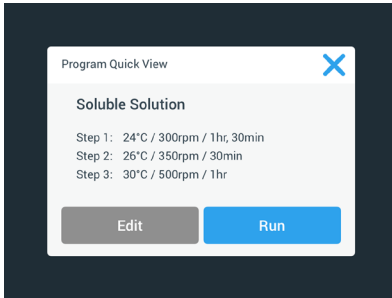 Program Quick View
Soluble Solution
Step 1: 24°C / 300rpm / 1hr, 30min
Step 2: 26°C / 350rpm / 30min
Step 3: 30°C / 500rpm / 1hr
Edit
Run